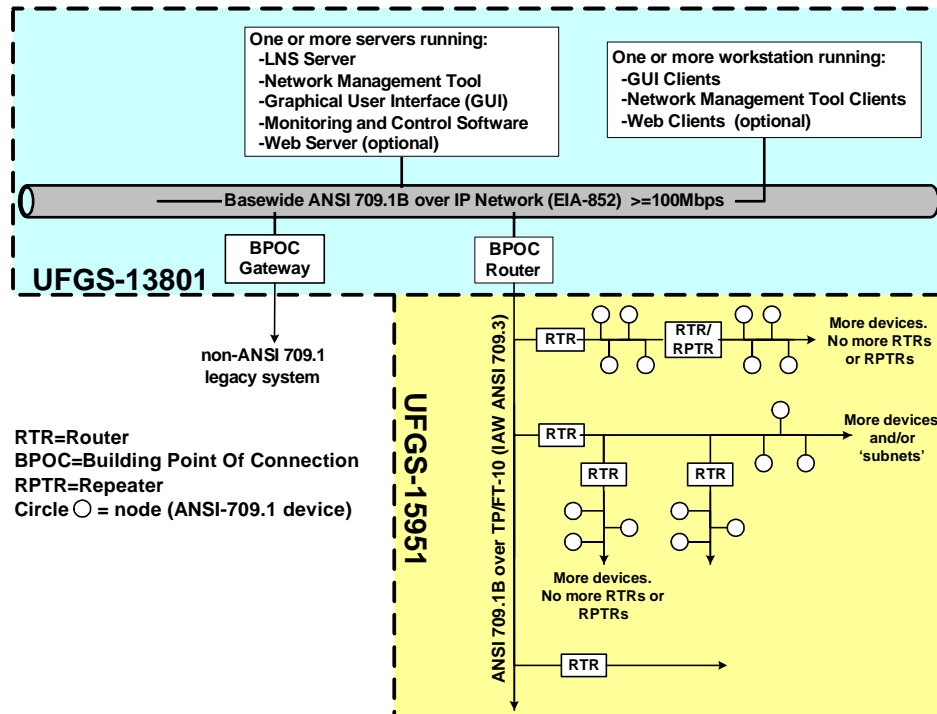 One or more servers running:
-LNS Server
-Network Management Tool
-Graphical User Interface (GUI)
-Monitoring and Control Software
-Web Server (optional)
One or more workstation running:
-GUI Clients
-Network Management Tool Clients
-Web Clients (optional)
Basewide ANSI 709.1B over IP Network (EIA-852) >=100Mbps
BPOC
Gateway
BPOC
Router
UFGS-13801
non-ANSI 709.1
legacy system
RTR=Router
BPOC=Building Point Of Connection
RPTR=Repeater
Circle ○ = node (ANSI-709.1 device)
UFGS-15951
ANSI 709.1B over TP/FT-10 (IAW ANSI 709.3)
RTR
RTR/
RPTR
More devices.
No more RTRs
or RPTRs
RTR
More devices
and/or
‘subnets’
RTR
RTR
More devices.
No more RTRs or
RPTRs
RTR